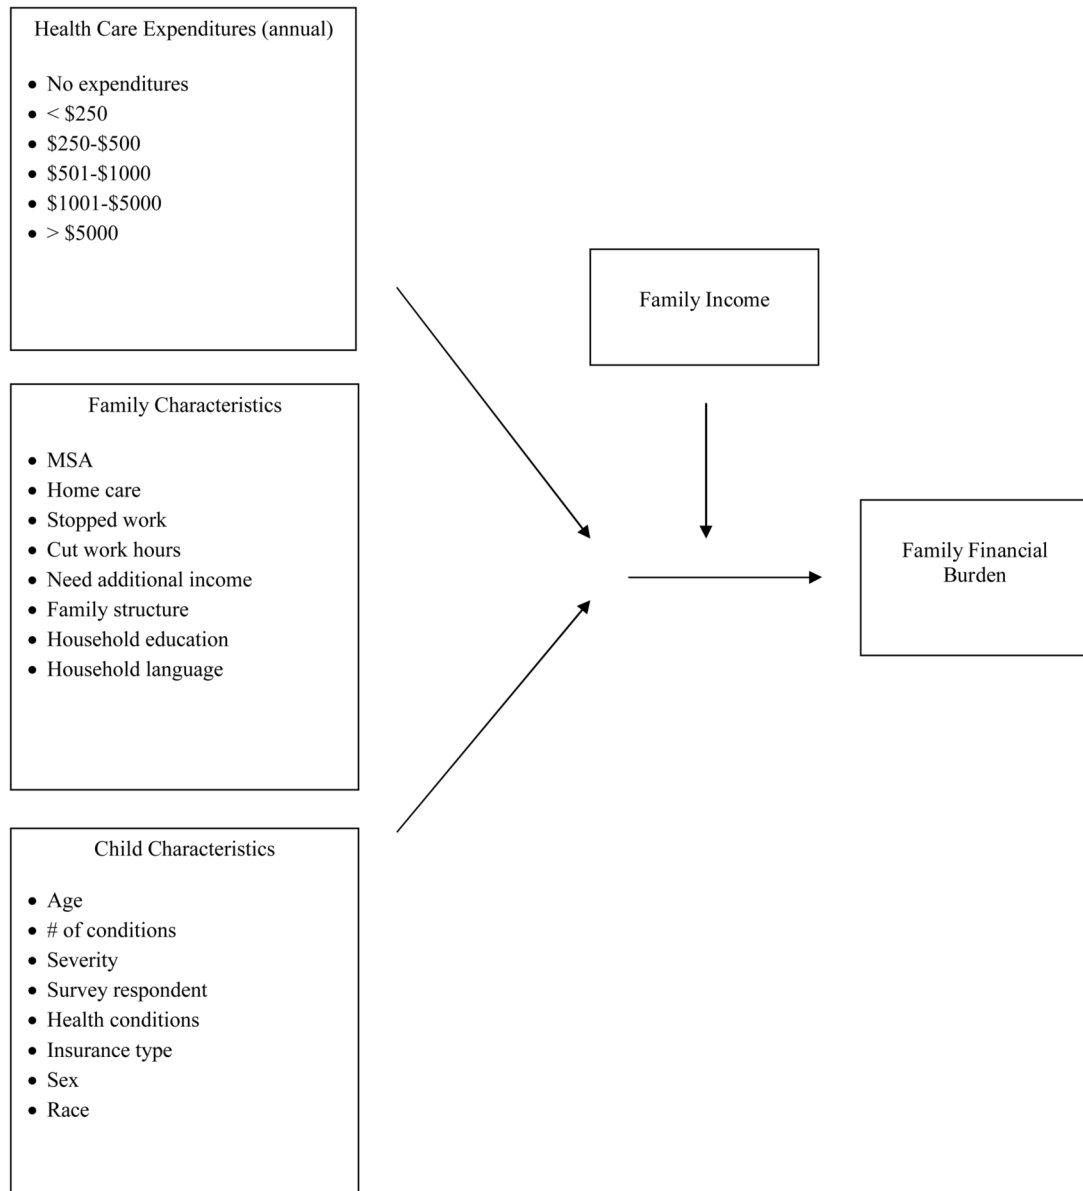 Health Care Expenditures (annual)
• No expenditures
• < $250
• $250-$500
• $501-$1000
• $1001-$5000
• > $5000
Family Income
Family Characteristics
• MSA
• Home care
• Stopped work
• Cut work hours
• Need additional income
• Family structure
• Household education
• Household language
Family Financial
Burden
Child Characteristics
• Age
• # of conditions
• Severity
• Survey respondent
• Health conditions
• Insurance type
• Sex
• Race